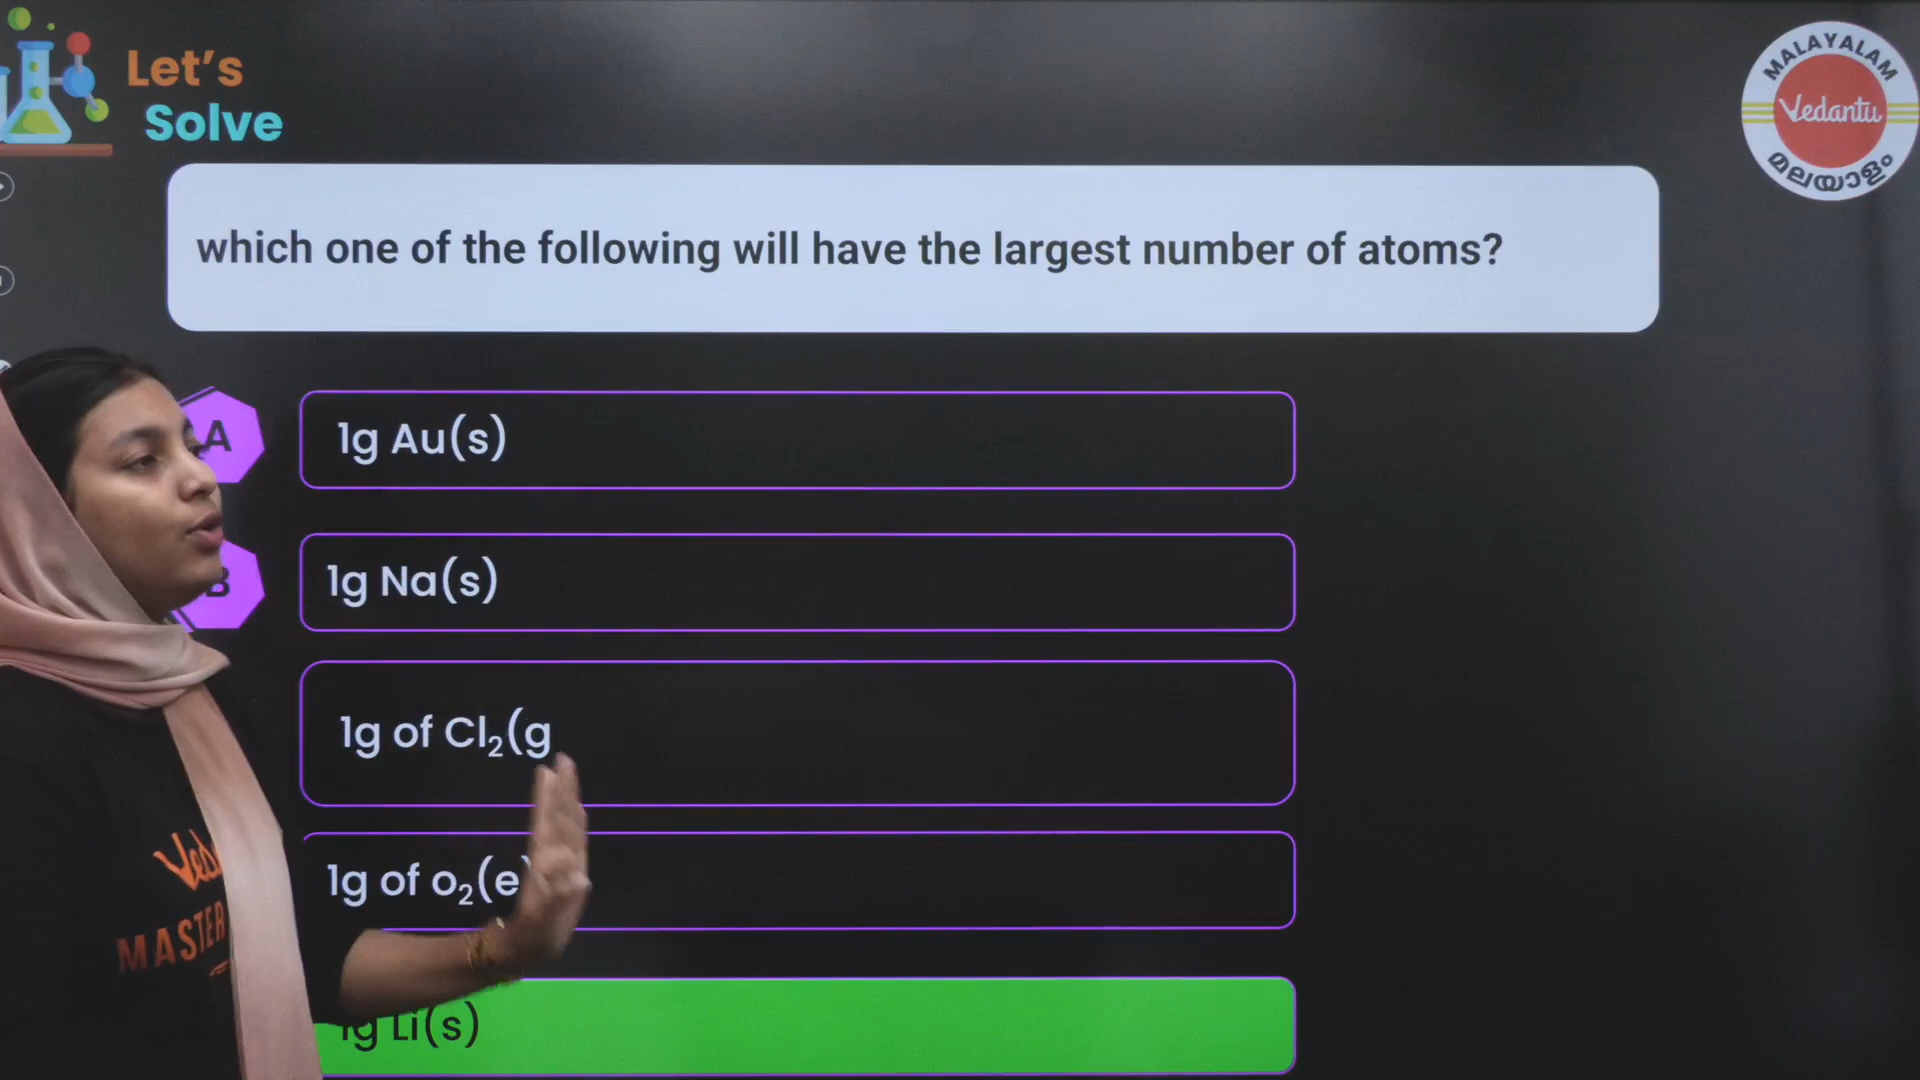 Let's
Solve
MALAYALAM
Vedantu
മലയാളം
which one of the following will have the largest number of atoms?
A
1g Au(s)
B
1g Na(s)
1g of Cl₂(g
1g of o₂(e)
1g Li(s)
Ved
MASTER